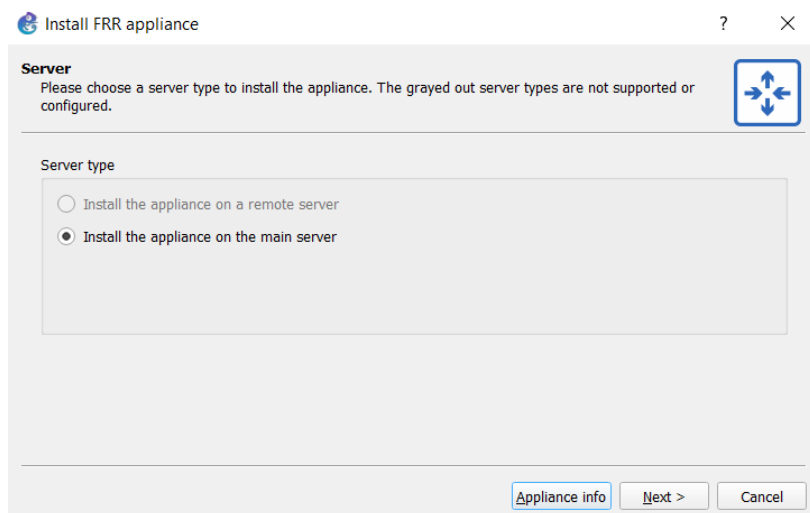 Install FRR appliance
Server
Please choose a server type to install the appliance. The grayed out server types are not supported or
configured.
Server type
Install the appliance on a remote server
Install the appliance on the main server
Appliance info
Next >
Cancel